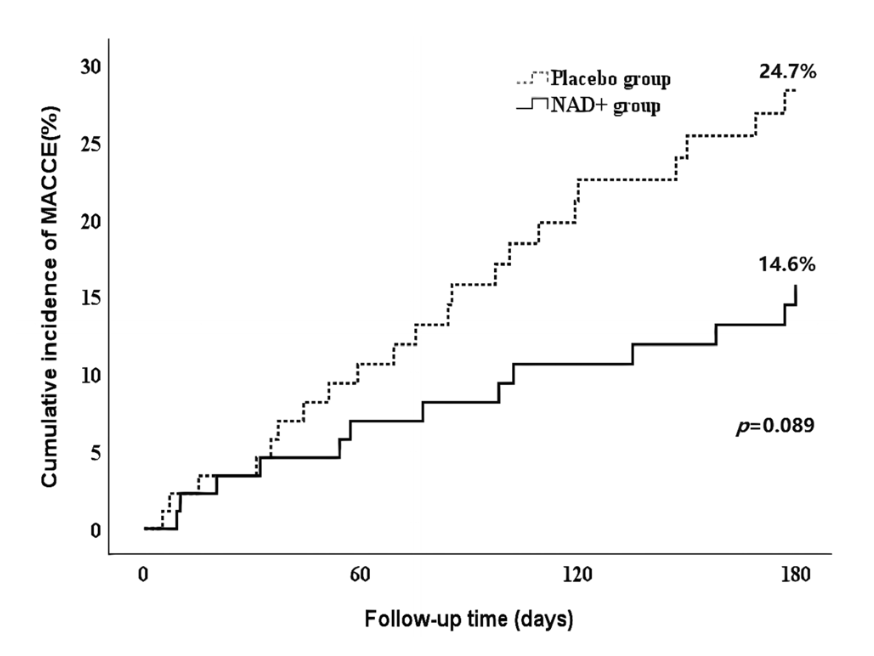 30
25
20
15
10
5
0
Cumulative incidence of MACCE(%)
Placebo group
NAD+ group
24.7%
14.6%
p=0.089
0 60 120 180
Follow-up time (days)